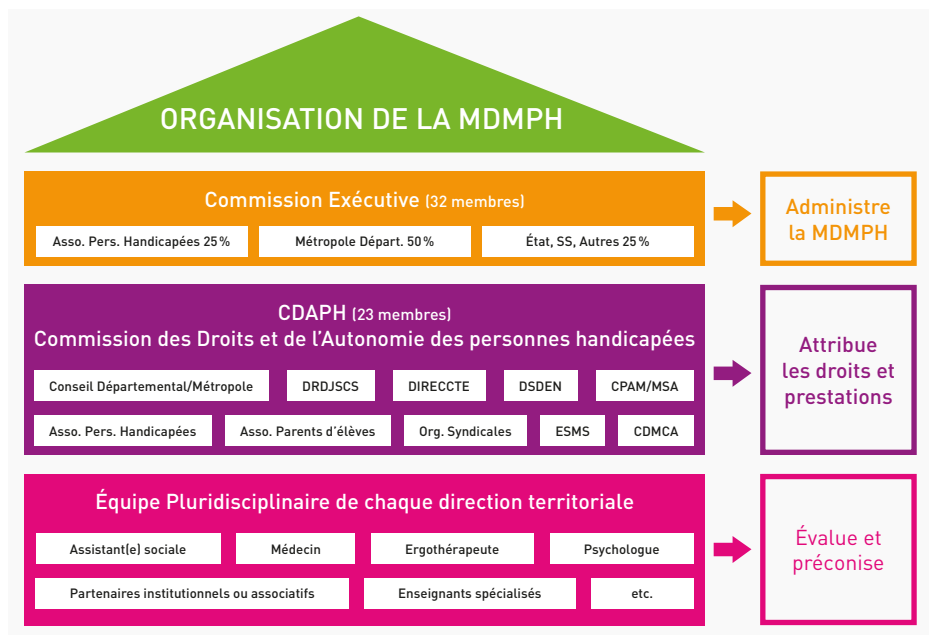 ORGANISATION DE LA MDMPH
Commission Exécutive (32 membres)
Asso. Pers. Handicapées 25%
Métropole Départ. 50%
État, SS, Autres 25%
Administre
la MDMPH
CDAPH (23 membres)
Commission des Droits et de l'Autonomie des personnes handicapées
Conseil Départemental/Métropole
DRDJSCS
DIRECCTE
DSDEN
CPAM/MSA
Asso. Pers. Handicapées
Asso. Parents d'élèves
Org. Syndicales
ESMS
CDMCA
Attribue
les droits et
prestations
Équipe Pluridisciplinaire de chaque direction territoriale
Assistant(e) sociale
Médecin
Ergothérapeute
Psychologue
Partenaires institutionnels ou associatifs
Enseignants spécialisés
etc.
Évalue et
préconise